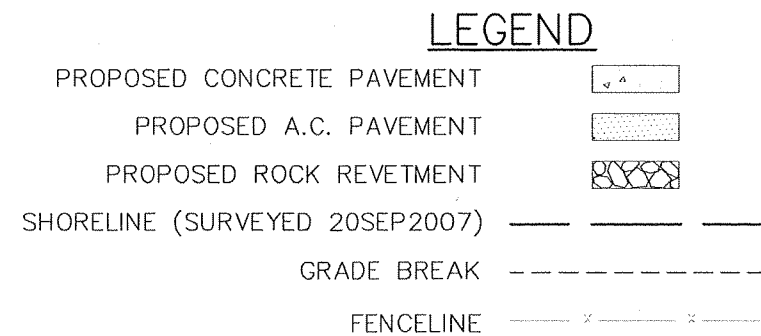 LEGEND
PROPOSED CONCRETE PAVEMENT
PROPOSED A.C. PAVEMENT
PROPOSED ROCK REVETMENT
SHORELINE (SURVEYED 20SEP2007)
GRADE BREAK
FENCELINE